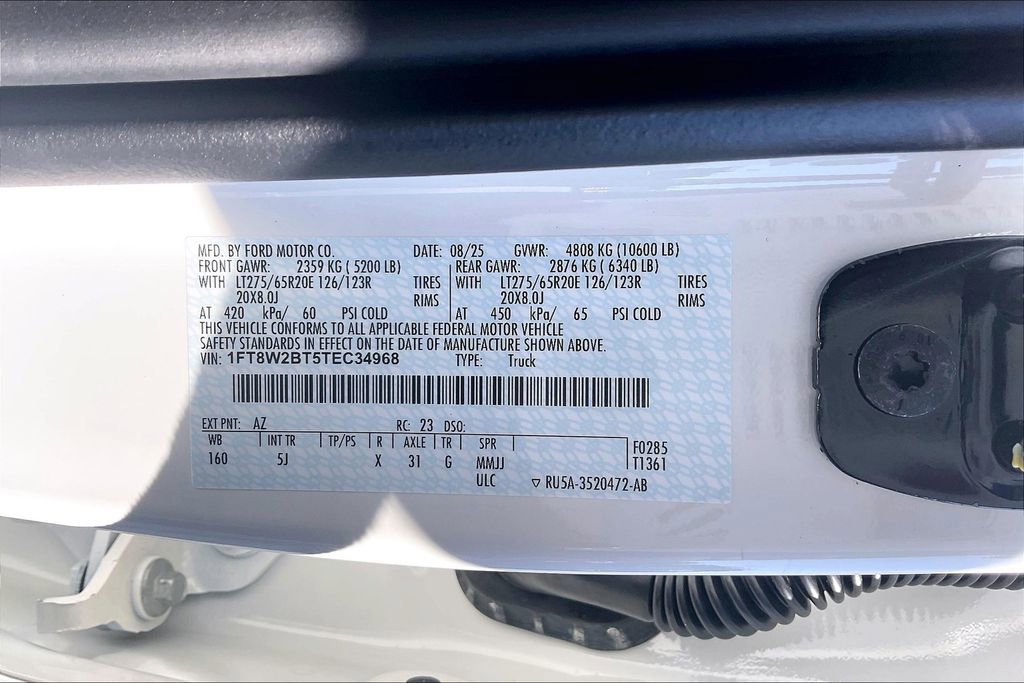 MFD. BY FORD MOTOR CO. DATE: 08/25 GVWR: 4808 KG (10600 LB)
FRONT GAWR: 2359 KG ( 5200 LB) REAR GAWR: 2876 KG ( 6340 LB)
WITH LT275/65R20E 126/123R TIRES WITH LT275/65R20E 126/123R TIRES
20X8.0J RIMS 20X8.0J RIMS
AT 420 kPa/ 60 PSI COLD AT 450 kPa/ 65 PSI COLD
THIS VEHICLE CONFORMS TO ALL APPLICABLE FEDERAL MOTOR VEHICLE
SAFETY STANDARDS IN EFFECT ON THE DATE OF MANUFACTURE SHOWN ABOVE.
VIN: 1FT8W2BT5TEC34968 TYPE: Truck
EXT PNT: AZ RC: 23 DSO:
WB INT TR TP/PS R AXLE TR SPR F0285
160 5J X 31 G MMJJ T1361
ULC ▽ RU5A-3520472-AB